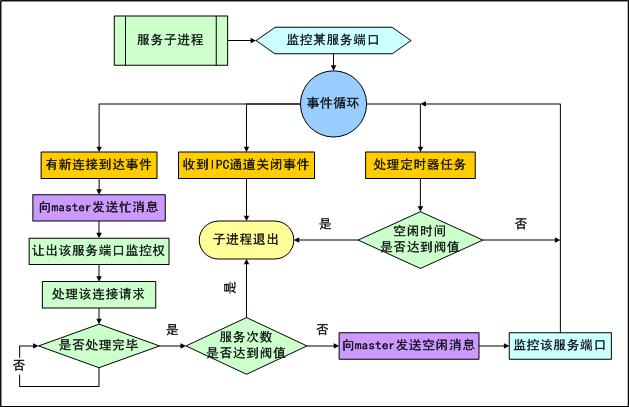 服务子进程
监控某服务端口
事件循环
有新连接到达事件
收到IPC通道关闭事件
处理定时器任务
向master发送忙消息
让出该服务端口监控权
处理该连接请求
子进程退出
是
空闲时间
是否达到阀值
否
是
是否处理完毕
否
是
服务次数
是否达到阀值
否
向master发送空闲消息
监控该服务端口